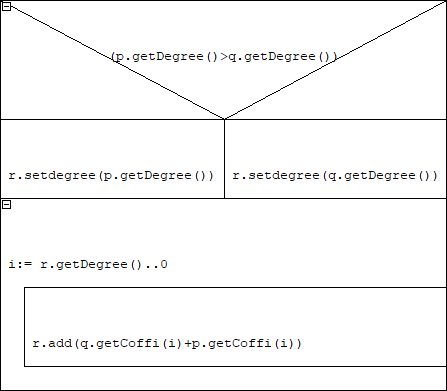 (p.getDegree()>q.getDegree())
r.setdegree(p.getDegree()) r.setdegree(q.getDegree())
i:= r.getDegree()..0
r.add(q.getCoffi(i)+p.getCoffi(i))